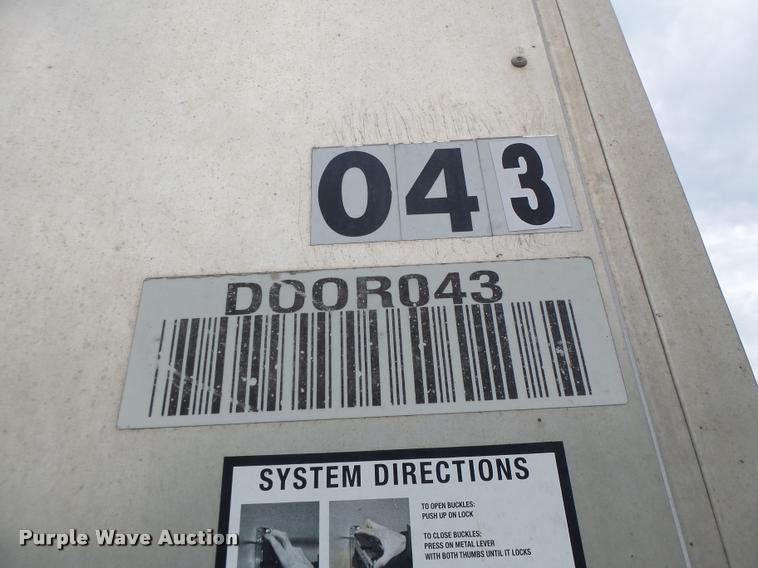 043
DOOR043
SYSTEM DIRECTIONS
TO OPEN BUCKLES:
PUSH UP ON LOCK
TO CLOSE BUCKLES:
PRESS ON METAL LEVER
WITH BOTH THUMBS UNTIL IT LOCKS
Purple Wave Auction